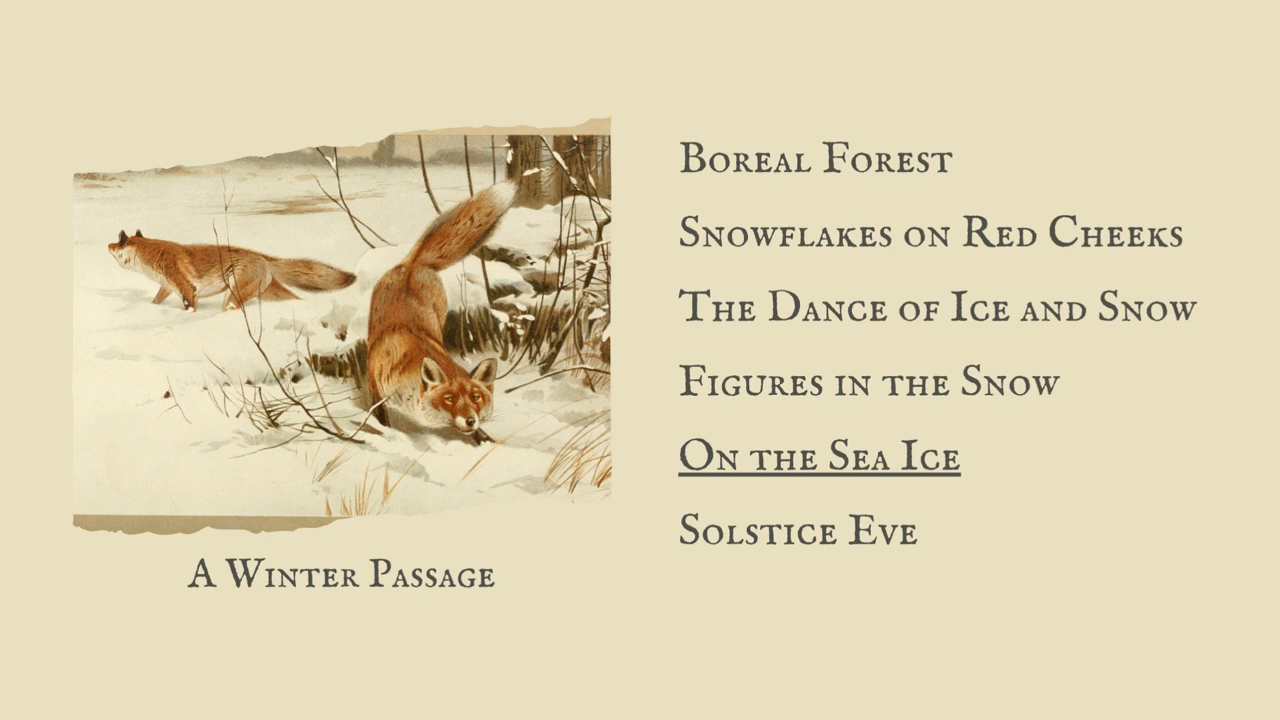 Boreal Forest
Snowflakes on Red Cheeks
The Dance of Ice and Snow
Figures in the Snow
On the Sea Ice
Solstice Eve
A Winter Passage